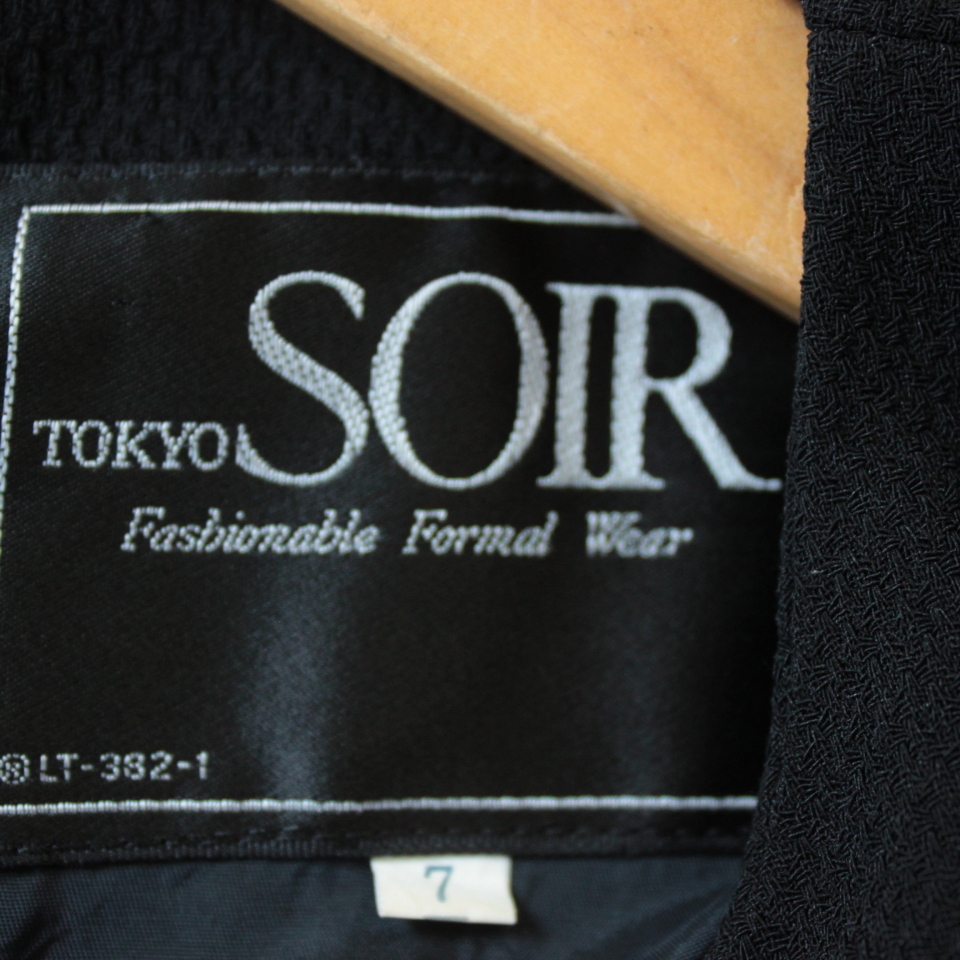 TOKYO SOIR
Fashionable Formal Wear
®LT-382-1
7